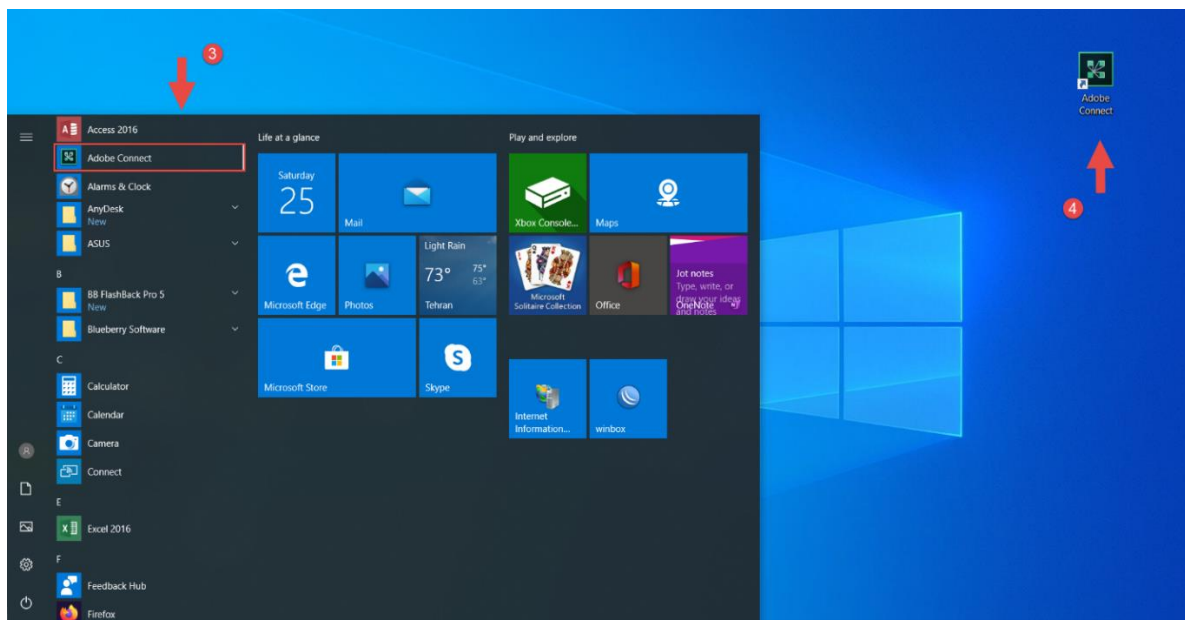 3
Adobe
Connect
4
Access 2016
Adobe Connect
Alarms & Clock
AnyDesk
New
ASUS
B
BB FlashBack Pro 5
New
Blueberry Software
C
Calculator
Calendar
Camera
Connect
E
Excel 2016
F
Feedback Hub
Firefox
Life at a glance
Saturday
25
Mail
Microsoft Edge
Photos
Light Rain
73° 75°
63°
Tehran
Microsoft Store
Skype
Play and explore
Xbox Console...
Maps
Microsoft
Solitaire Collection
Office
Jot notes
Type, write, or
draw your ideas
OneNote
and notes
Internet
Information...
winbox